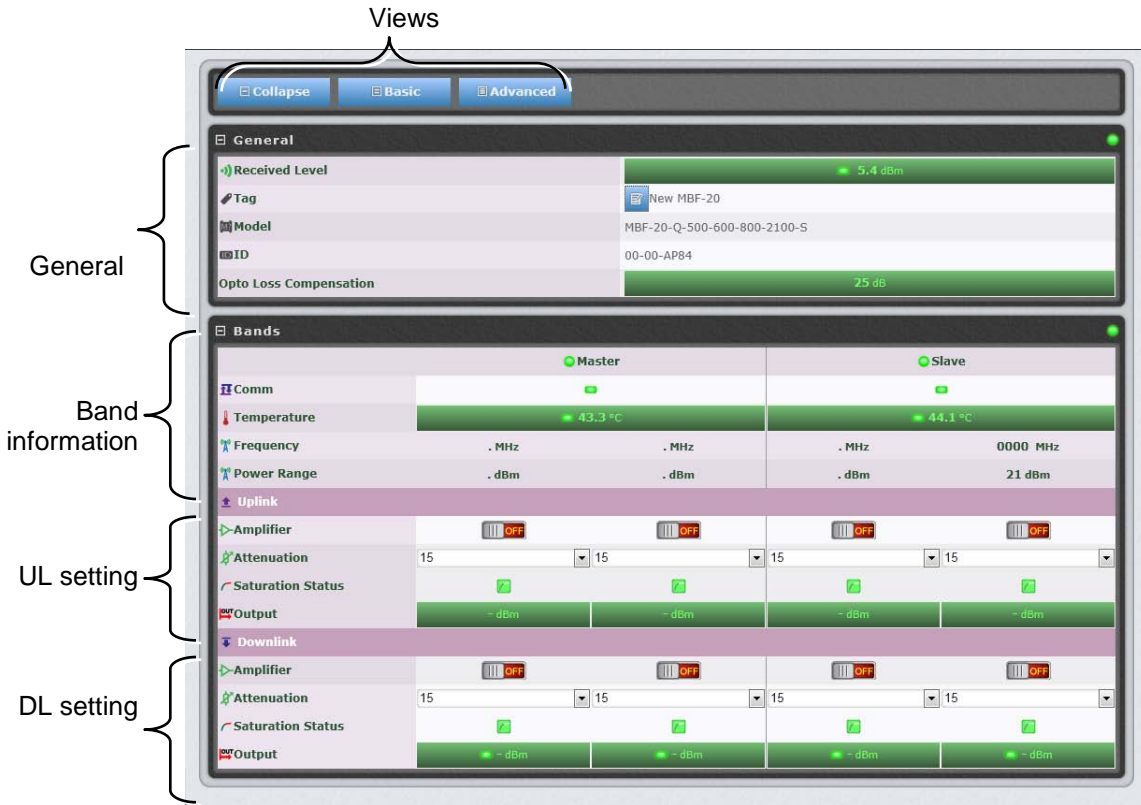 Views
Collapse Basic Advanced
General
General
Received Level 5.4 dBm
Tag New MBF-20
Model MBF-20-Q-500-600-800-2100-S
ID 00-00-AP84
Opto Loss Compensation 25 dB
Band information
Bands
Master Slave
Comm
Temperature 43.3 °C 44.1 °C
Frequency . MHz . MHz . MHz 0000 MHz
Power Range . dBm . dBm . dBm 21 dBm
Uplink
UL setting
Amplifier OFF OFF OFF OFF
Attenuation 15 15 15 15
Saturation Status
OUT Output - dBm - dBm - dBm - dBm
Downlink
DL setting
Amplifier OFF OFF OFF OFF
Attenuation 15 15 15 15
Saturation Status
OUT Output - dBm - dBm - dBm - dBm